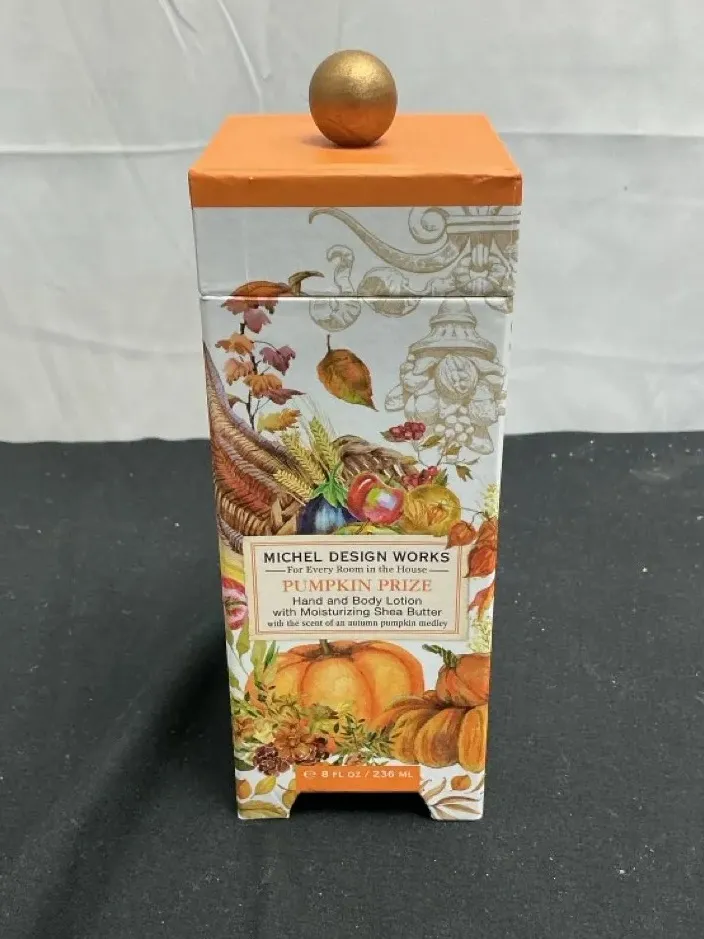 MICHEL DESIGN WORKS
For Every Room in the House
PUMPKIN PRIZE
Hand and Body Lotion
with Moisturizing Shea Butter
with the scent of an autumn pumpkin medley
℮ 8 FL OZ / 236 ML